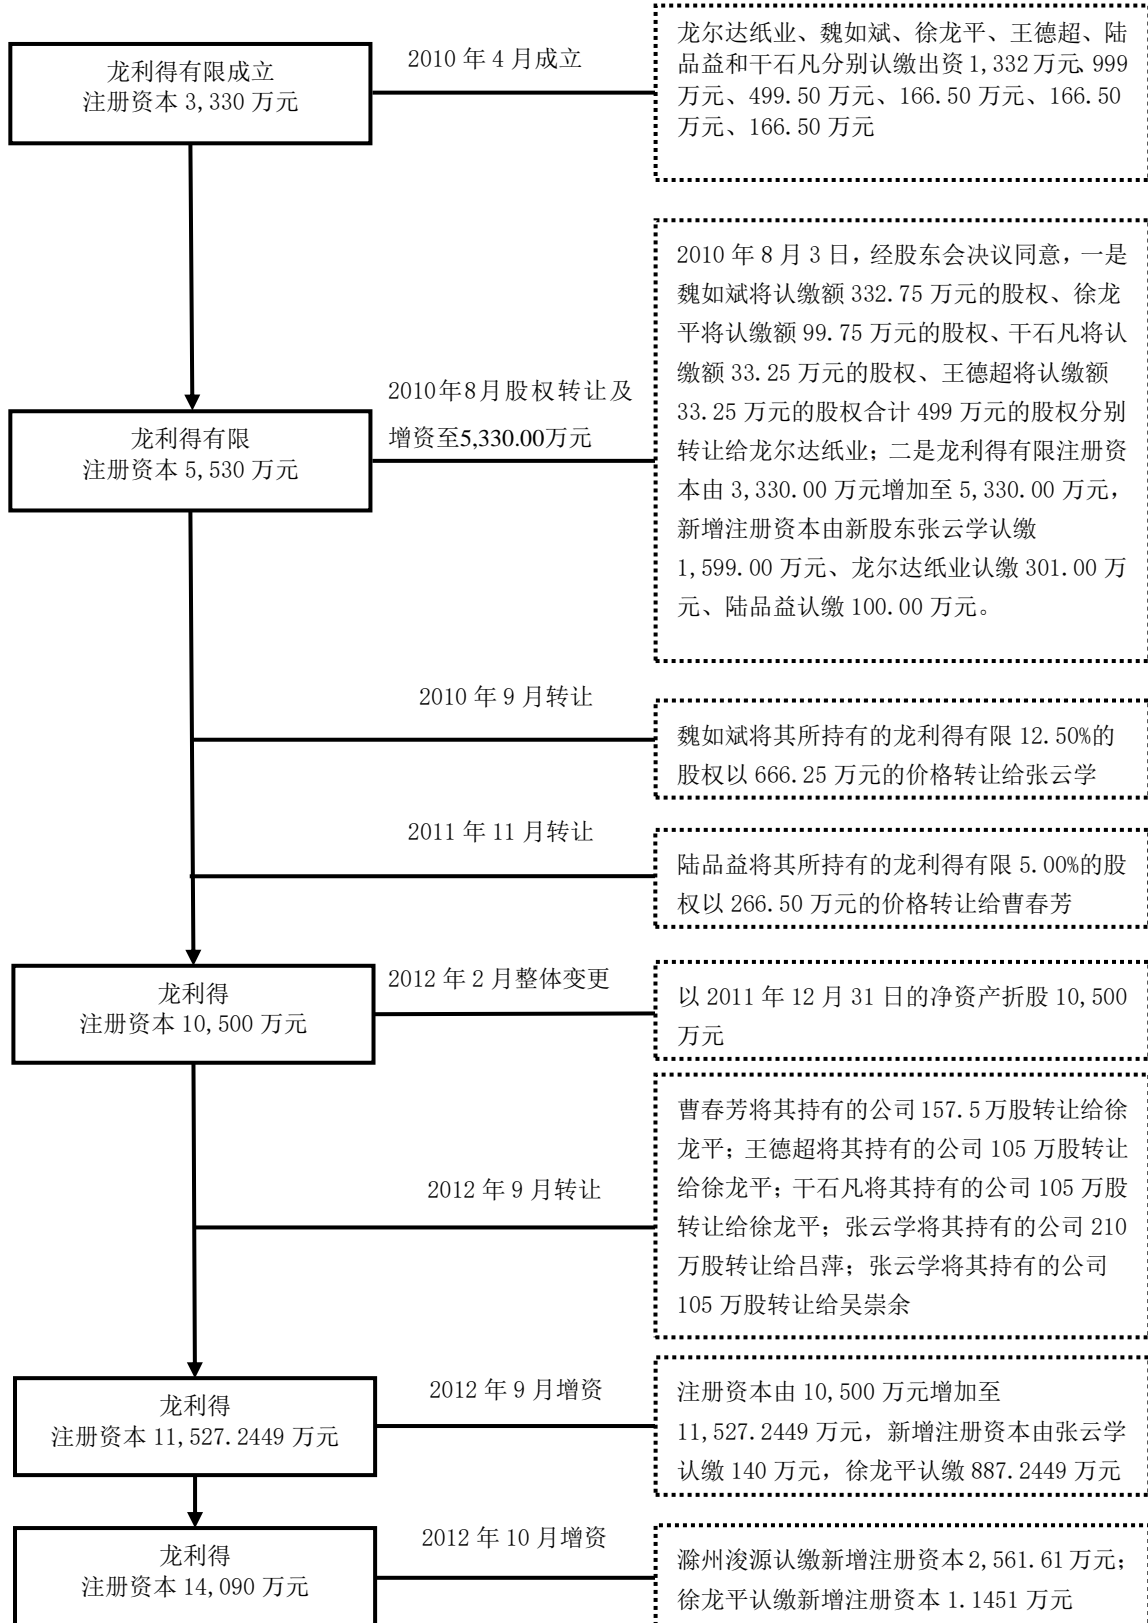 龙利得有限成立
注册资本 3,330 万元
2010 年 4 月成立
龙尔达纸业、魏如斌、徐龙平、王德超、陆
品益和干石凡分别认缴出资 1,332 万元、999
万元、499.50 万元、166.50 万元、166.50
万元、166.50 万元
龙利得有限
注册资本 5,530 万元
2010年8月股权转让及
增资至5,330.00万元
2010 年 8 月 3 日，经股东会决议同意，一是
魏如斌将认缴额 332.75 万元的股权、徐龙
平将认缴额 99.75 万元的股权、干石凡将认
缴额 33.25 万元的股权、王德超将认缴额
33.25 万元的股权合计 499 万元的股权分别
转让给龙尔达纸业；二是龙利得有限注册资
本由 3,330.00 万元增加至 5,330.00 万元，
新增注册资本由新股东张云学认缴
1,599.00 万元、龙尔达纸业认缴 301.00 万
元、陆品益认缴 100.00 万元。
2010 年 9 月转让
魏如斌将其所持有的龙利得有限 12.50%的
股权以 666.25 万元的价格转让给张云学
2011 年 11 月转让
陆品益将其所持有的龙利得有限 5.00%的股
权以 266.50 万元的价格转让给曹春芳
龙利得
注册资本 10,500 万元
2012 年 2 月整体变更
以 2011 年 12 月 31 日的净资产折股 10,500
万元
2012 年 9 月转让
曹春芳将其持有的公司 157.5 万股转让给徐
龙平；王德超将其持有的公司 105 万股转让
给徐龙平；干石凡将其持有的公司 105 万股
转让给徐龙平；张云学将其持有的公司 210
万股转让给吕萍；张云学将其持有的公司
105 万股转让给吴崇余
龙利得
注册资本 11,527.2449 万元
2012 年 9 月增资
注册资本由 10,500 万元增加至
11,527.2449 万元，新增注册资本由张云学
认缴 140 万元，徐龙平认缴 887.2449 万元
龙利得
注册资本 14,090 万元
2012 年 10 月增资
滁州浚源认缴新增注册资本 2,561.61 万元；
徐龙平认缴新增注册资本 1.1451 万元